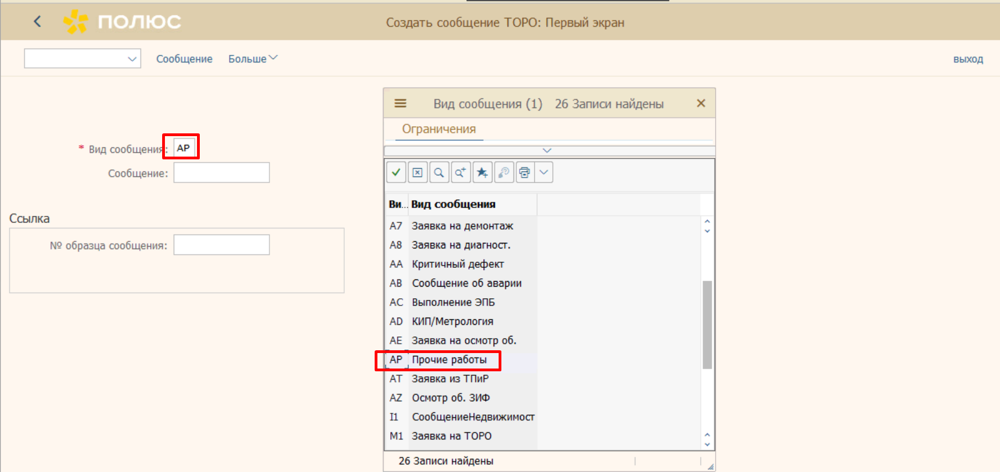 ПОЛЮС
Создать сообщение ТОРО: Первый экран
Сообщение
Больше
выход
Вид сообщения (1) 26 Записи найдены
Ограничения
* Вид сообщения: AP
Сообщение:
Ссылка
№ образца сообщения:
Ви... Вид сообщения
A7 Заявка на демонтаж
A8 Заявка на диагност.
AA Критичный дефект
AB Сообщение об аварии
AC Выполнение ЭПБ
AD КИП/Метрология
AE Заявка на осмотр об.
AP Прочие работы
AT Заявка из ТПиР
AZ Осмотр об. ЗИФ
I1 СообщениеНедвижимост
M1 Заявка на ТОРО
26 Записи найдены